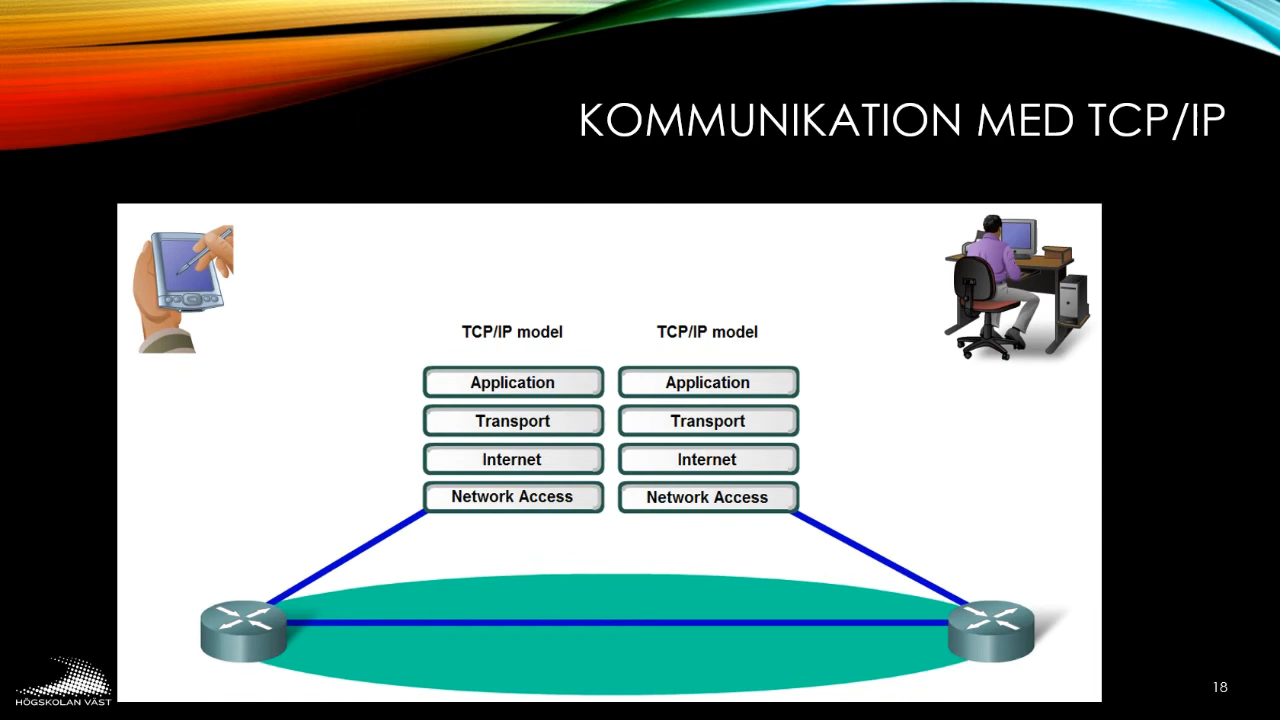 KOMMUNIKATION MED TCP/IP
TCP/IP model TCP/IP model
Application Application
Transport Transport
Internet Internet
Network Access Network Access
HÖGSKOLAN VÄST
18